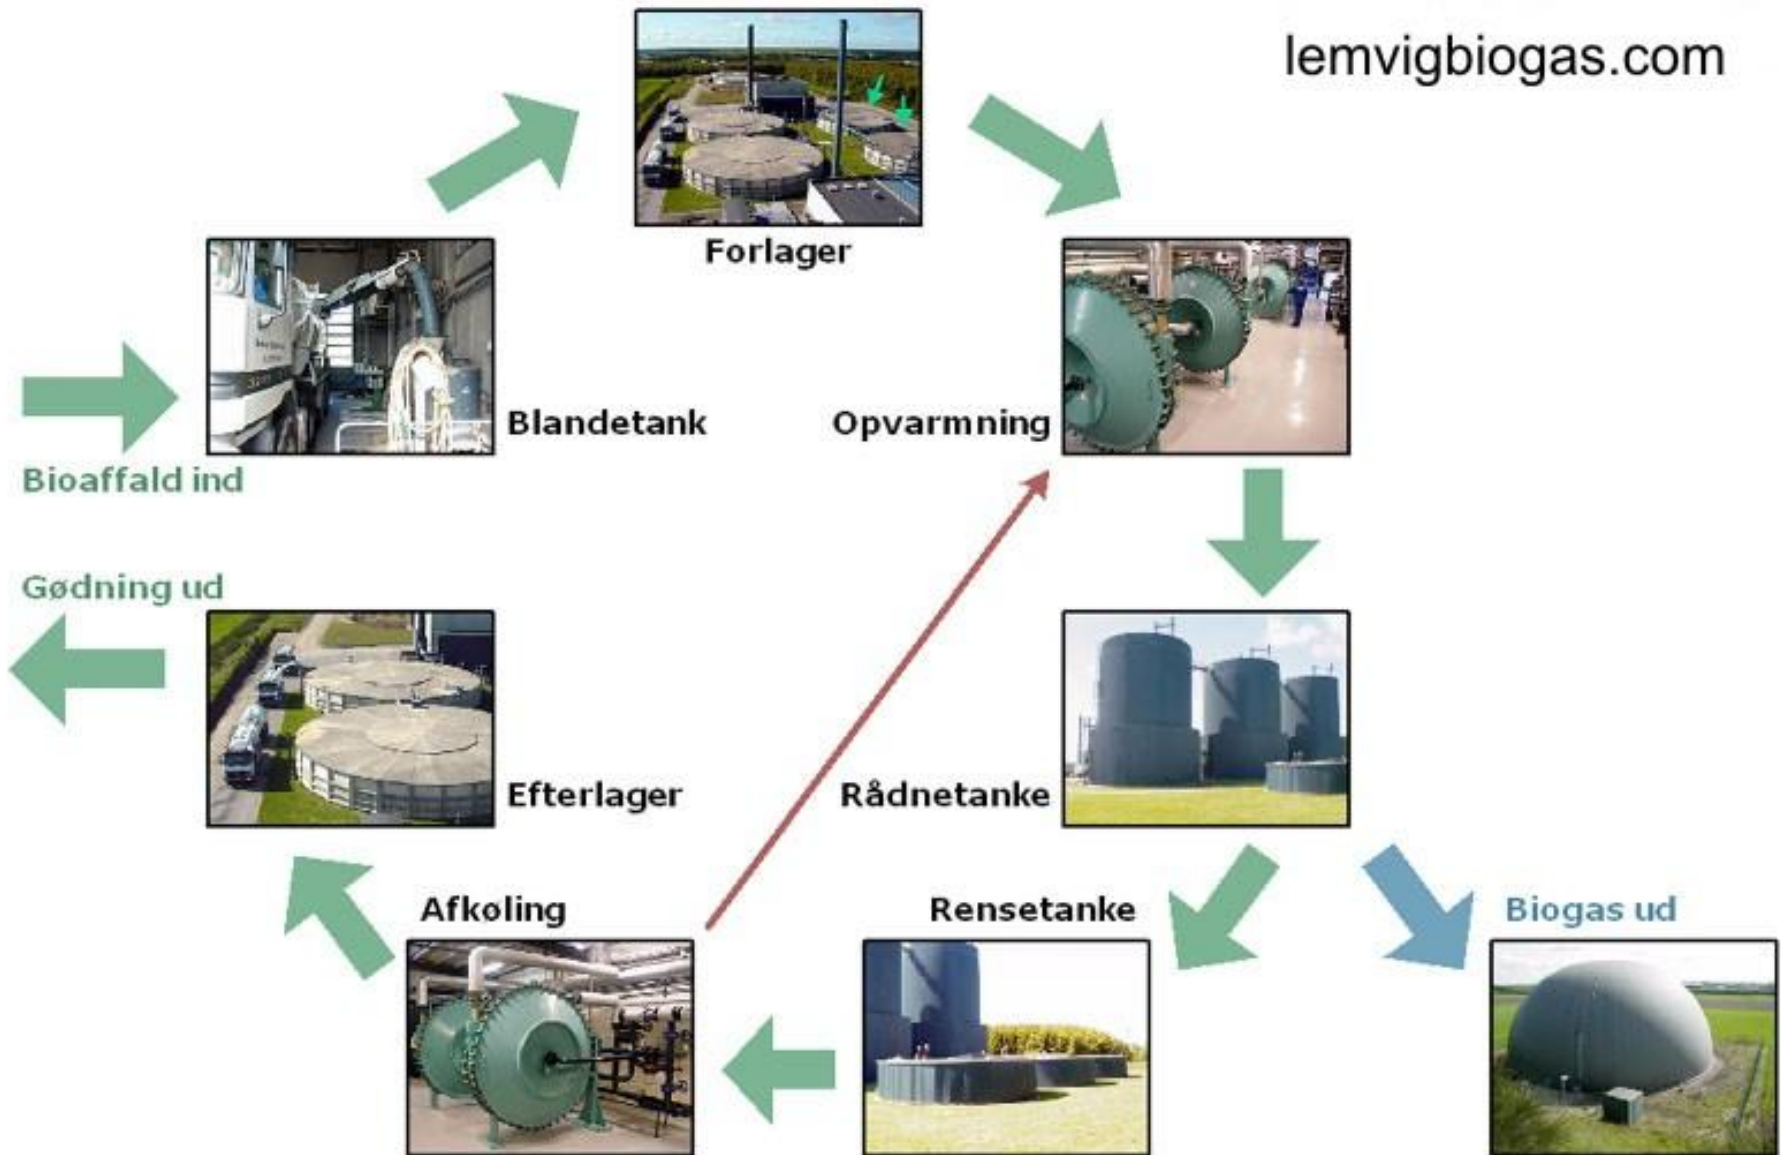 lemvigbiogas.com
Forlager
Blandetank
Opvarmning
Bioaffald ind
Gødning ud
Efterlager
Rådnetanke
Afkøling
Rensetanke
Biogas ud